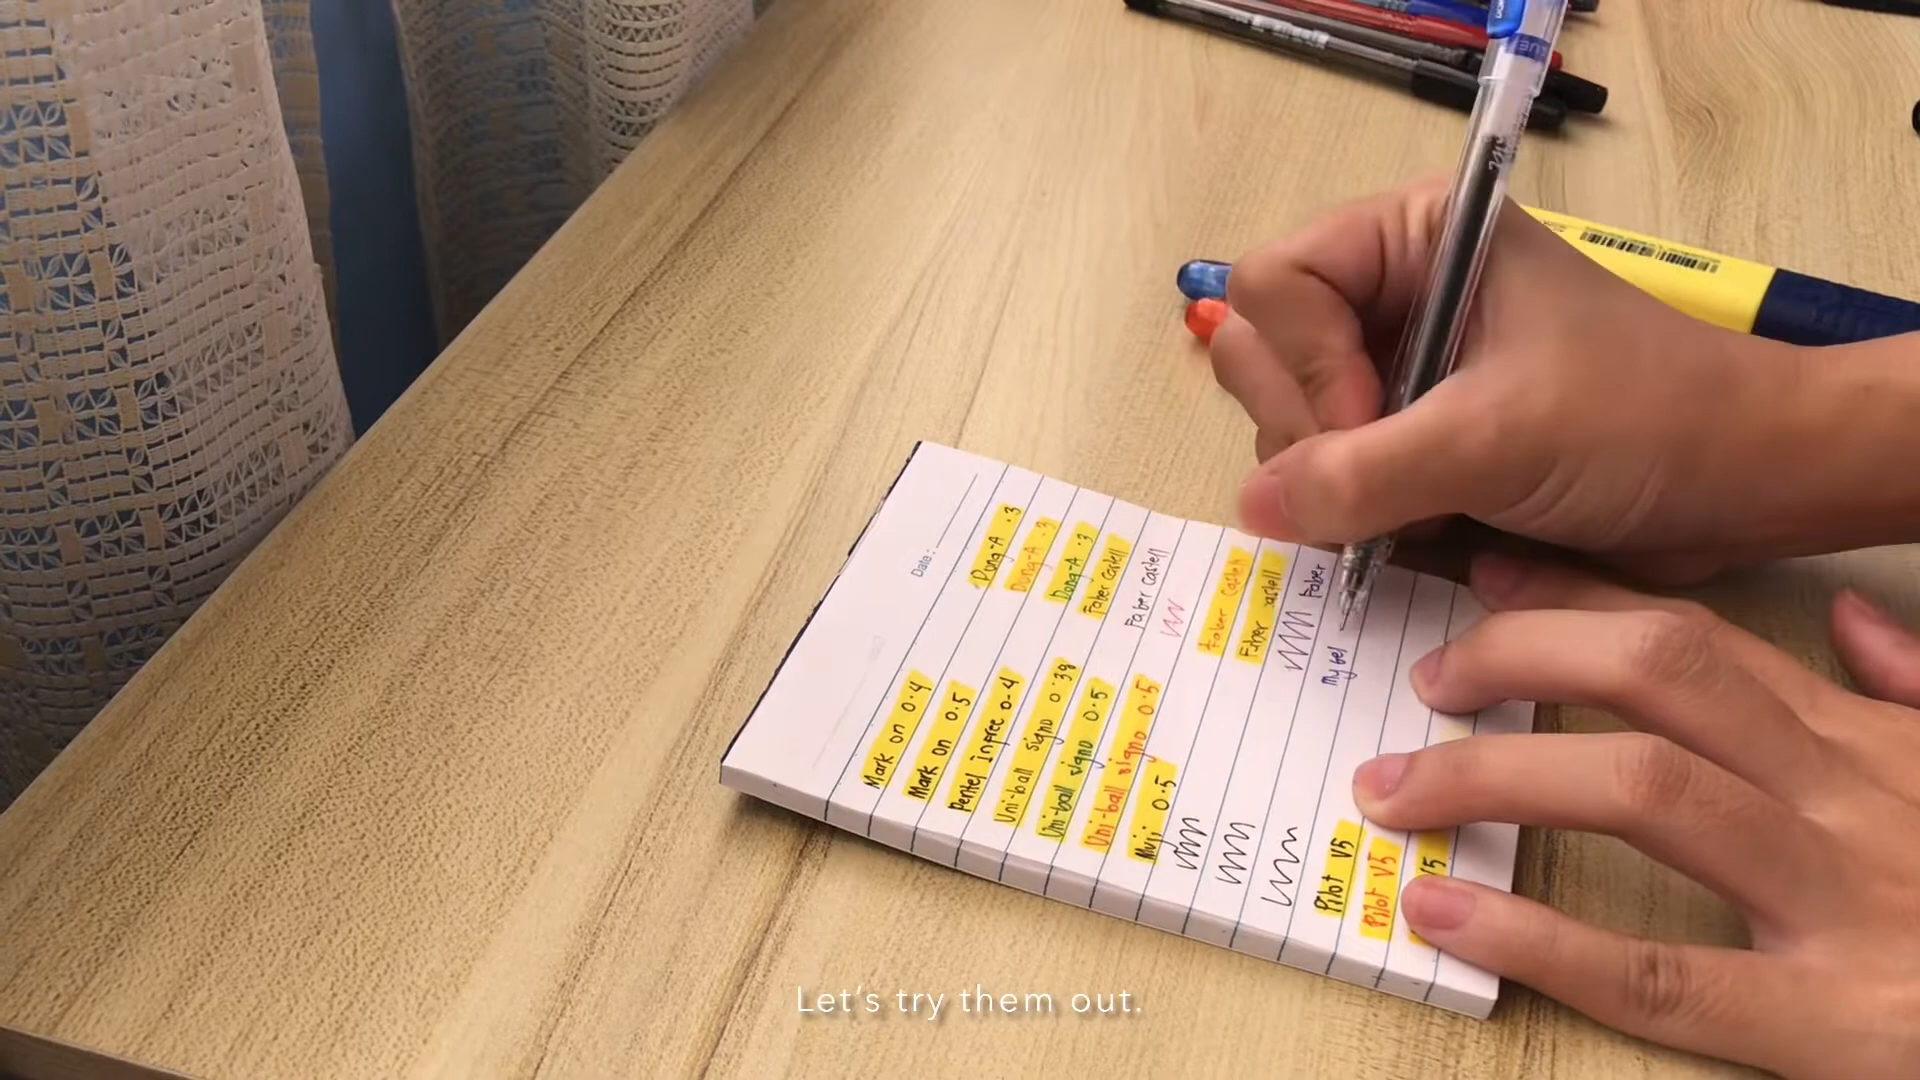 Date:
Mark on 0.4
Mark on 0.5
Pentel Infree 0.4
Uni-ball signo 0.38
Uni-ball signo 0.5
Uni-ball signo 0.5
Muji 0.5
Pilot V5
Pilot V5
V5
Dong-A .3
Dong-A .3
Dong-A .3
Faber Castell
Faber Castell
Faber Castell
Faber Castell
Faber
My Gel
Let's try them out.